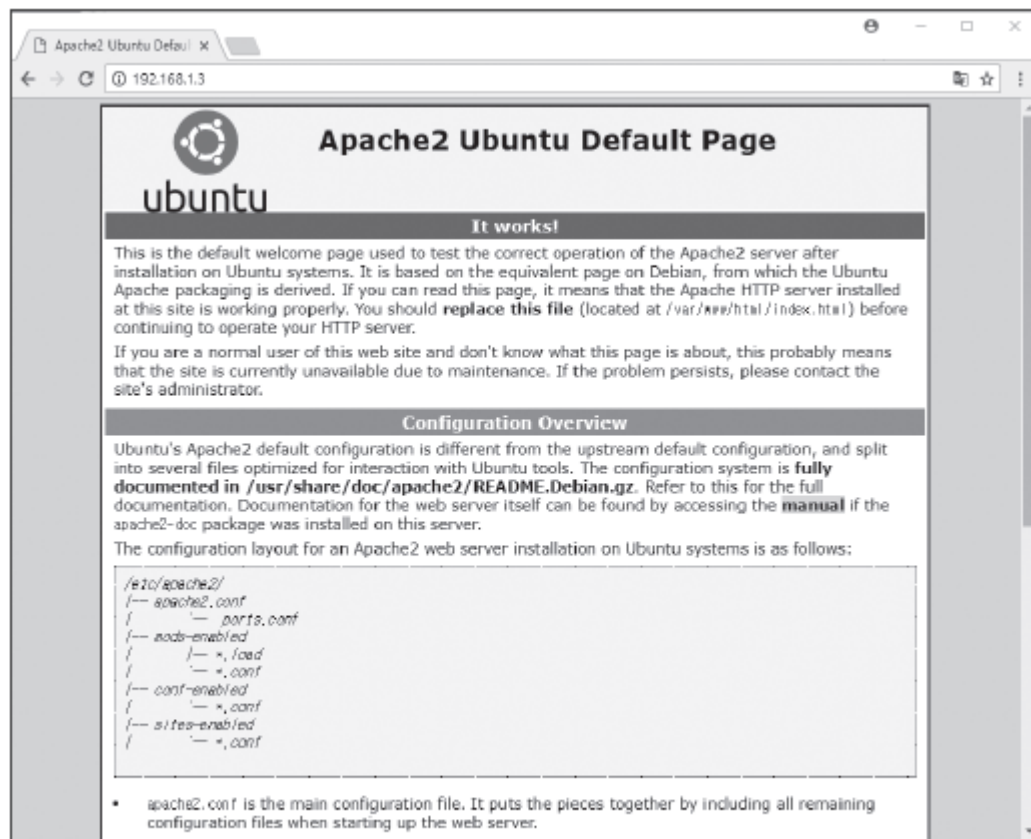 Apache2 Ubuntu Defaul
192.168.1.3
Apache2 Ubuntu Default Page
ubuntu
It works!
This is the default welcome page used to test the correct operation of the Apache2 server after
installation on Ubuntu systems. It is based on the equivalent page on Debian, from which the Ubuntu
Apache packaging is derived. If you can read this page, it means that the Apache HTTP server installed
at this site is working properly. You should replace this file (located at /var/www/html/index.html) before
continuing to operate your HTTP server.
If you are a normal user of this web site and don't know what this page is about, this probably means
that the site is currently unavailable due to maintenance. If the problem persists, please contact the
site's administrator.
Configuration Overview
Ubuntu's Apache2 default configuration is different from the upstream default configuration, and split
into several files optimized for interaction with Ubuntu tools. The configuration system is fully
documented in /usr/share/doc/apache2/README.Debian.gz. Refer to this for the full
documentation. Documentation for the web server itself can be found by accessing the manual if the
apache2-doc package was installed on this server.
The configuration layout for an Apache2 web server installation on Ubuntu systems is as follows:
/etc/apache2/
|-- apache2.conf
|       `-- ports.conf
|-- mods-enabled
|       |-- *.load
|       `-- *.conf
|-- conf-enabled
|       `-- *.conf
|-- sites-enabled
|       `-- *.conf
• apache2.conf is the main configuration file. It puts the pieces together by including all remaining
configuration files when starting up the web server.